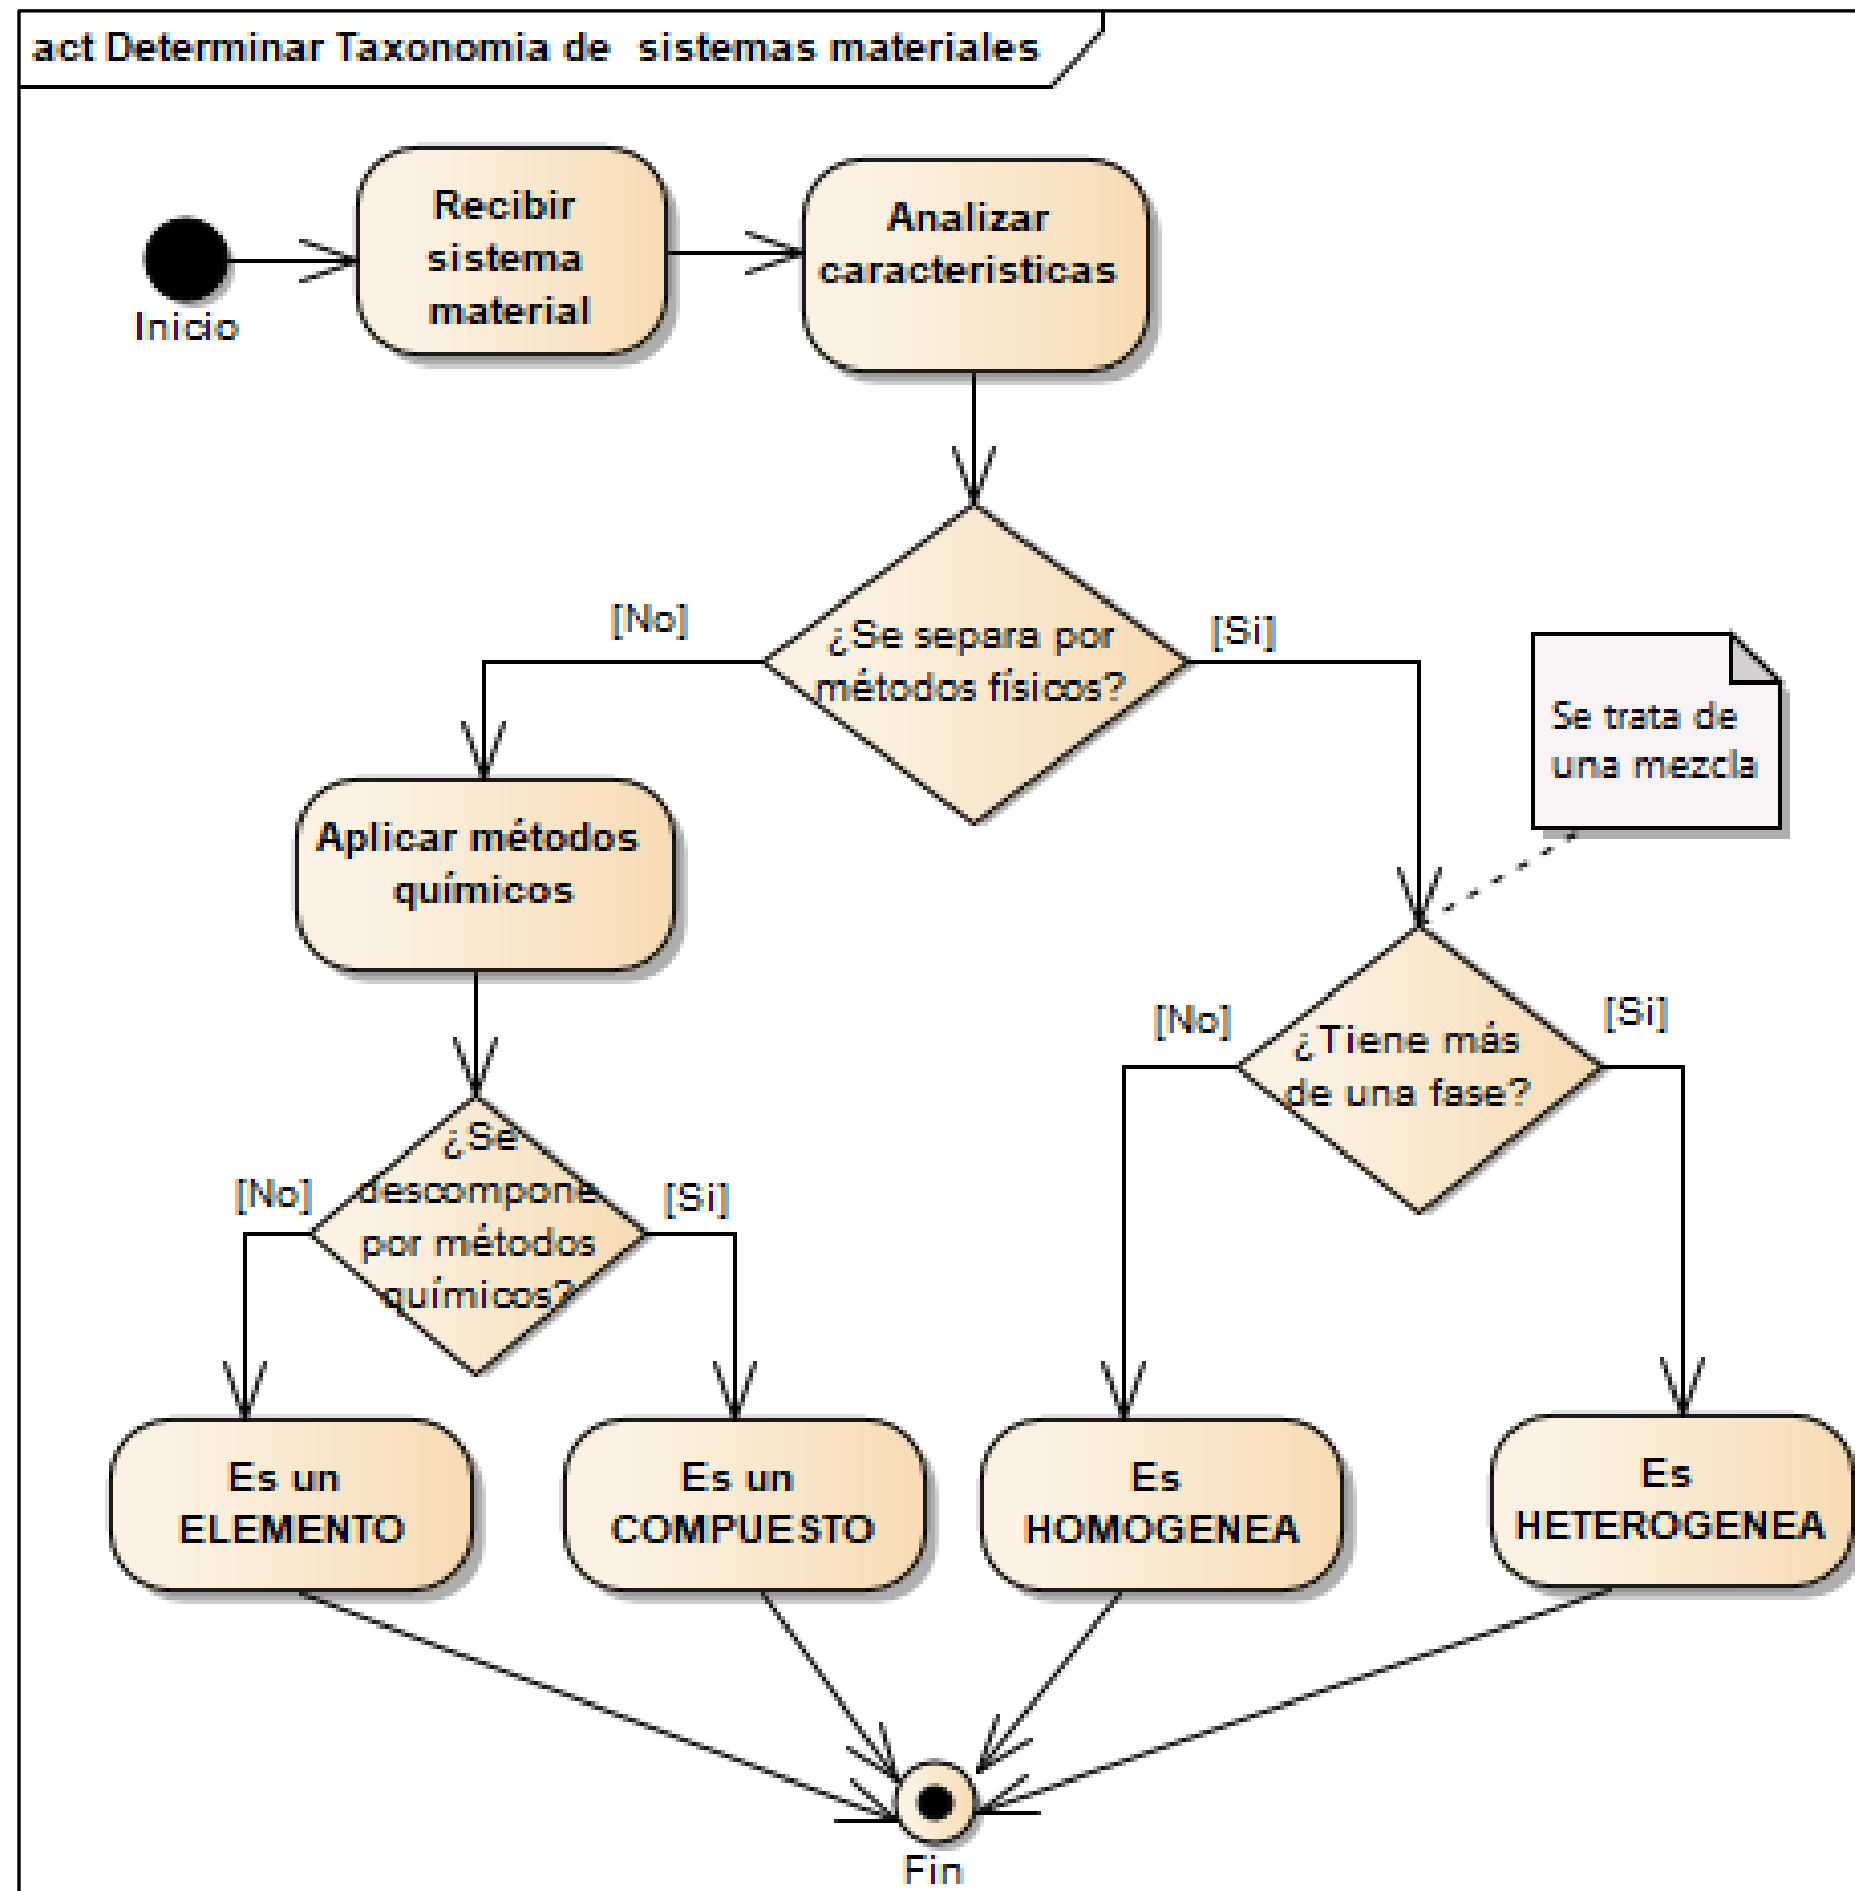 act Determinar Taxonomia de sistemas materiales
Inicio
Recibir
sistema
material
Analizar
caracteristicas
¿Se separa por
métodos físicos?
[No]
[Si]
Se trata de
una mezcla
Aplicar métodos
químicos
¿Tiene más
de una fase?
[No]
[Si]
¿Se
descompone
por métodos
químicos?
[No]
[Si]
Es un
ELEMENTO
Es un
COMPUESTO
Es
HOMOGENEA
Es
HETEROGENEA
Fin